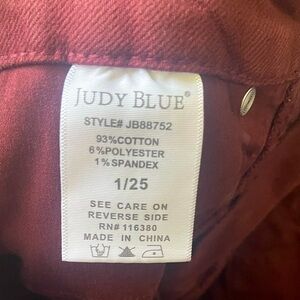 JUDY BLUE®
STYLE# JB88752
93%COTTON
6%POLYESTER
1%SPANDEX
1/25
SEE CARE ON
REVERSE SIDE
RN# 116380
MADE IN CHINA